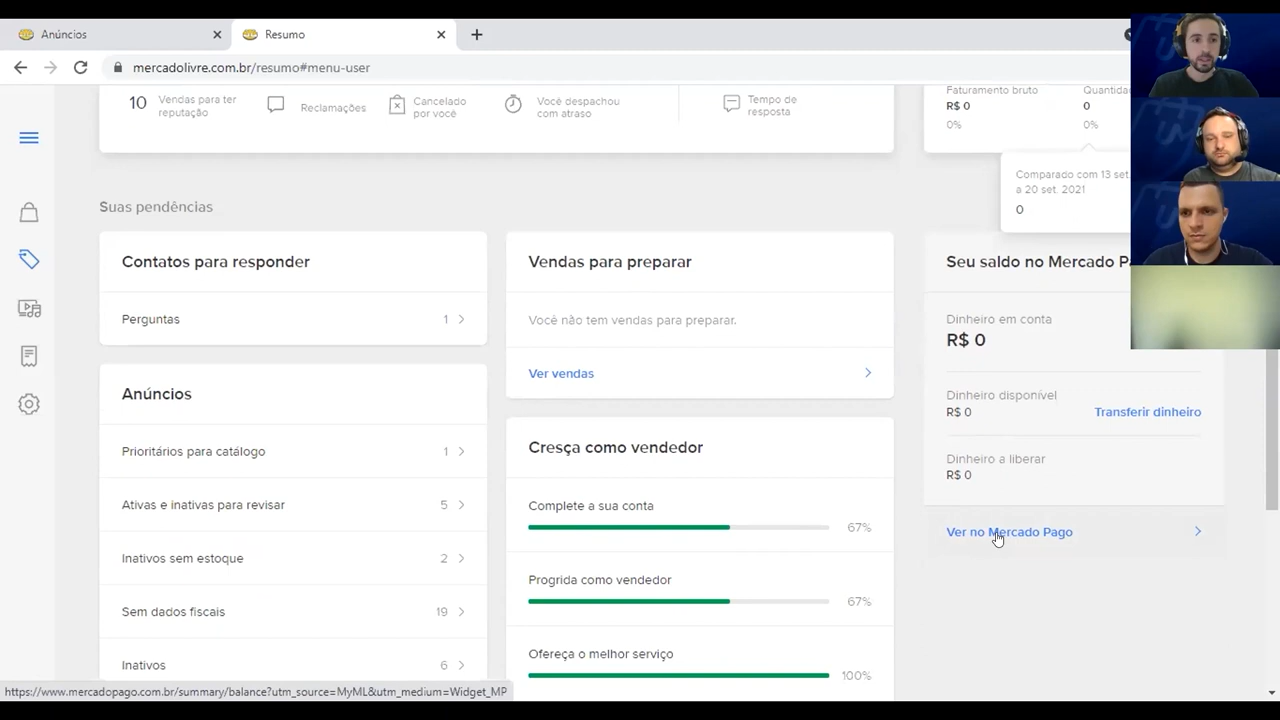 Anúncios
Resumo
mercadolivre.com.br/resumo#menu-user
10
Vendas para ter
reputação
Reclamações
Cancelado
por você
Você despachou
com atraso
Tempo de
resposta
Faturamento bruto
R$ 0
0%
0
0%
Comparado com 13 set.
a 20 set. 2021
0
Suas pendências
Contatos para responder
Perguntas 1
Anúncios
Prioritários para catálogo 1
Ativas e inativas para revisar 5
Inativos sem estoque 2
Sem dados fiscais 19
Inativos 6
Vendas para preparar
Você não tem vendas para preparar.
Ver vendas
Cresça como vendedor
Complete a sua conta
67%
Progrida como vendedor
67%
Ofereça o melhor serviço
100%
Seu saldo no Mercado
Dinheiro em conta
R$ 0
Dinheiro disponível
R$ 0
Transferir dinheiro
Dinheiro a liberar
R$ 0
Ver no Mercado Pago
https://www.mercadopago.com.br/summary/balance?utm_source=MyML&utm_medium=Widget_MP